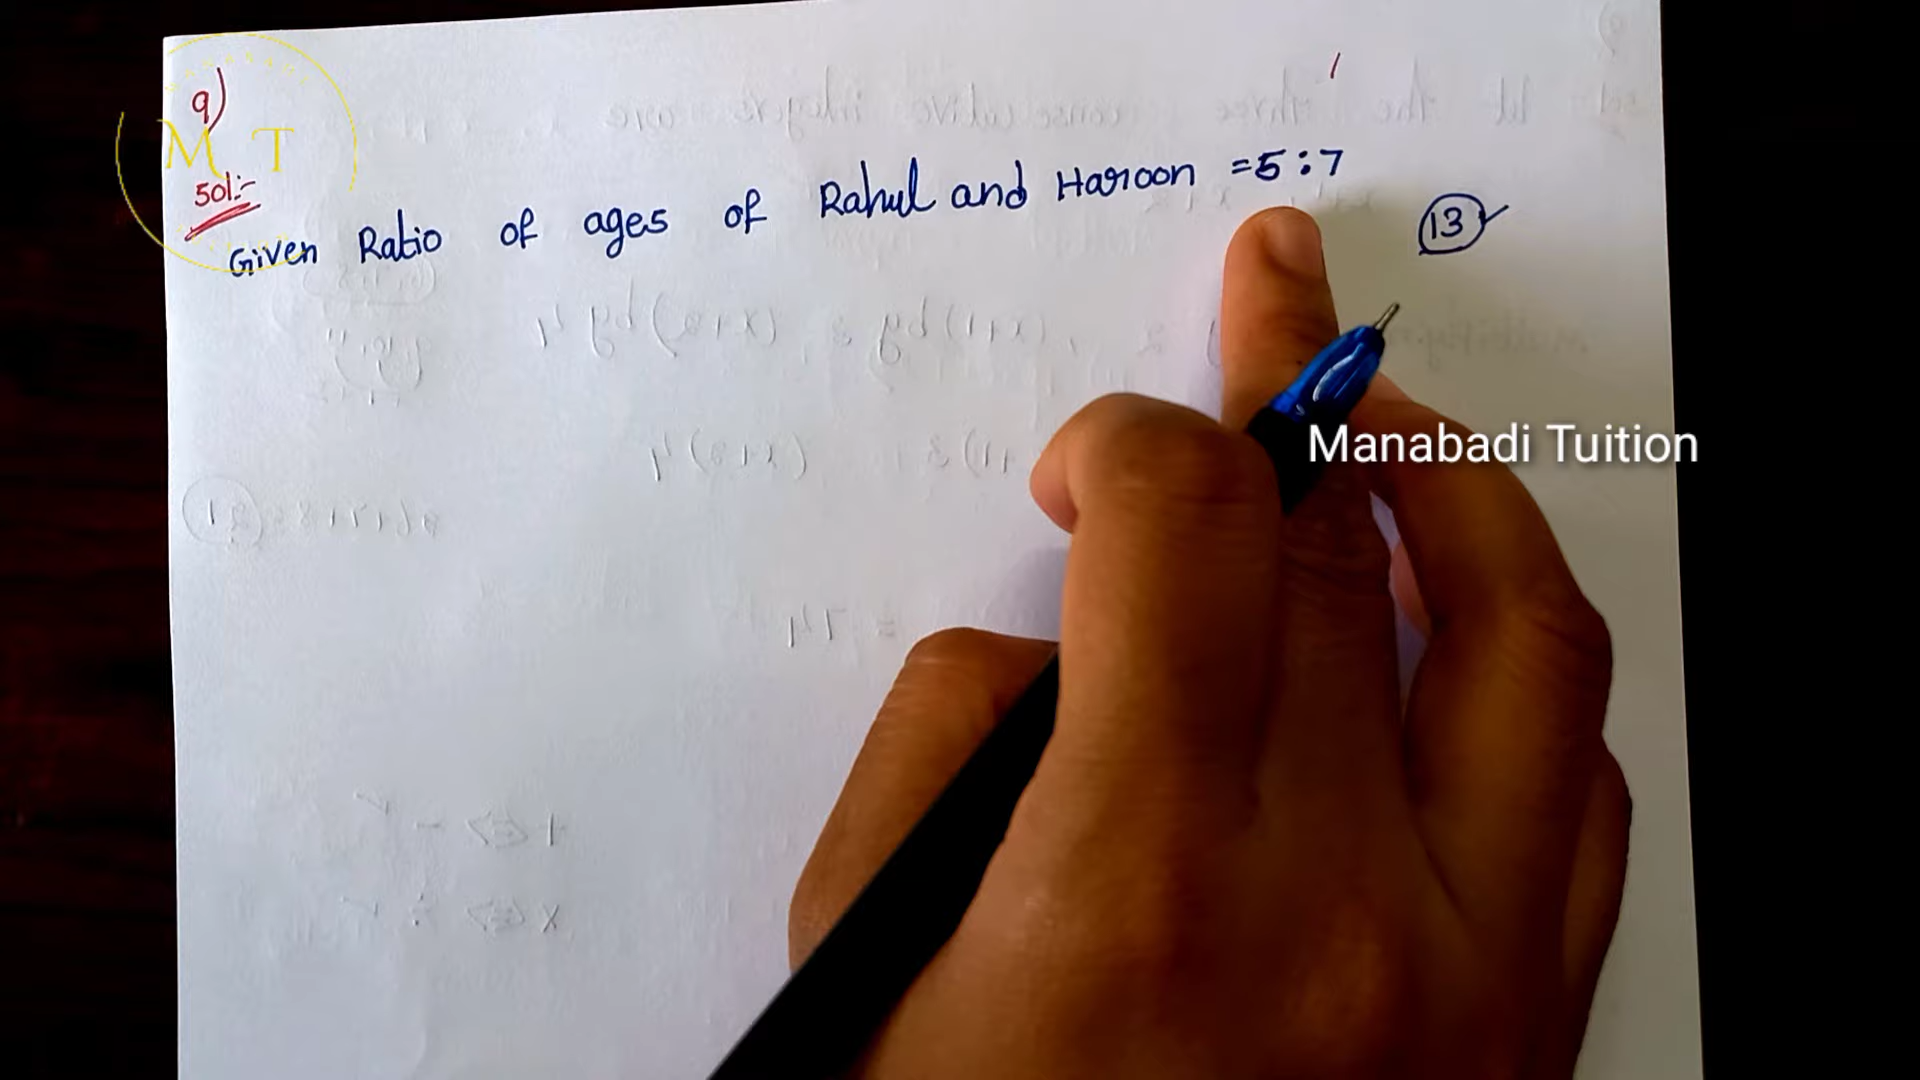 9)
M T
Sol:-
Given Ratio of ages of Rahul and Haroon = 5 : 7
13
Manabadi Tuition